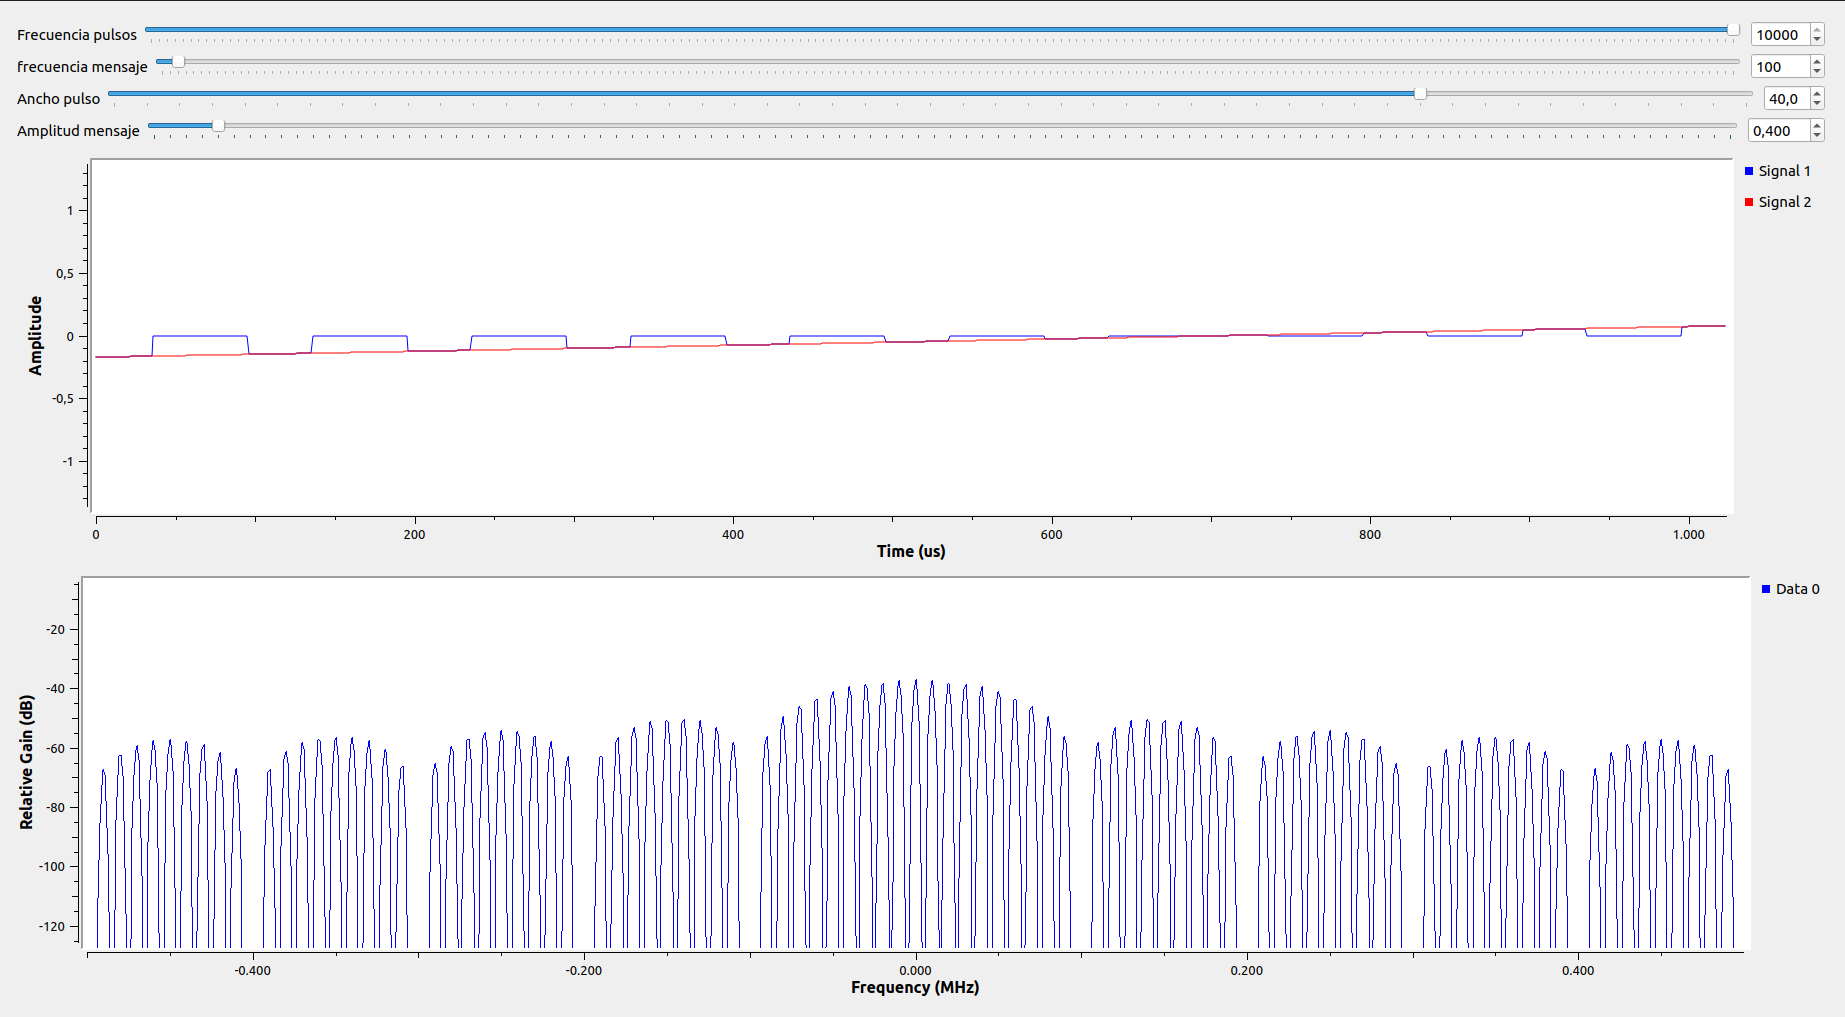 Frecuencia pulsos 10000
frecuencia mensaje 100
Ancho pulso 40,0
Amplitud mensaje 0,400
Signal 1
Signal 2
Amplitude
1
0,5
0
-0,5
-1
0 200 400 600 800 1.000
Time (us)
Data 0
Relative Gain (dB)
-20
-40
-60
-80
-100
-120
-0.400 -0.200 0.000 0.200 0.400
Frequency (MHz)